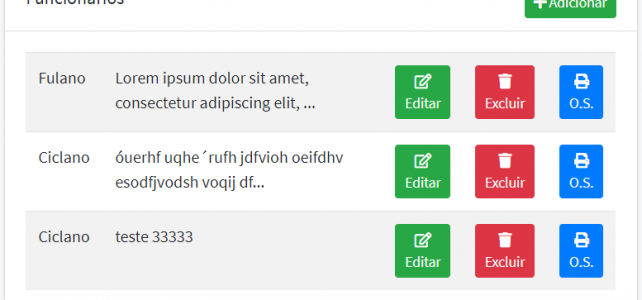 Funcionários
Adicionar
Fulano
Lorem ipsum dolor sit amet,
consectetur adipiscing elit, ...
Editar
Excluir
O.S.
Ciclano
óuerhf uqhe´rufh jdfvioh oeifdhv
esodfjvodsh voqij df...
Editar
Excluir
O.S.
Ciclano
teste 33333
Editar
Excluir
O.S.